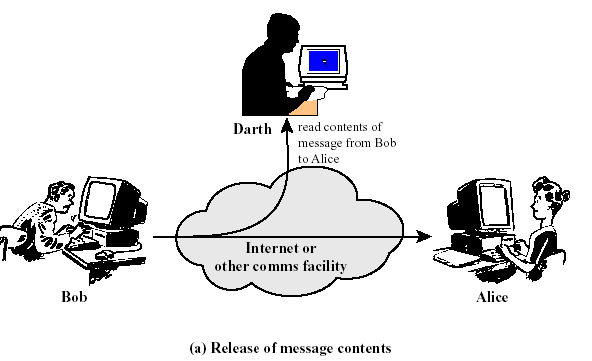 Darth
read contents of
message from Bob
to Alice
Internet or
other comms facility
Bob
Alice
(a) Release of message contents